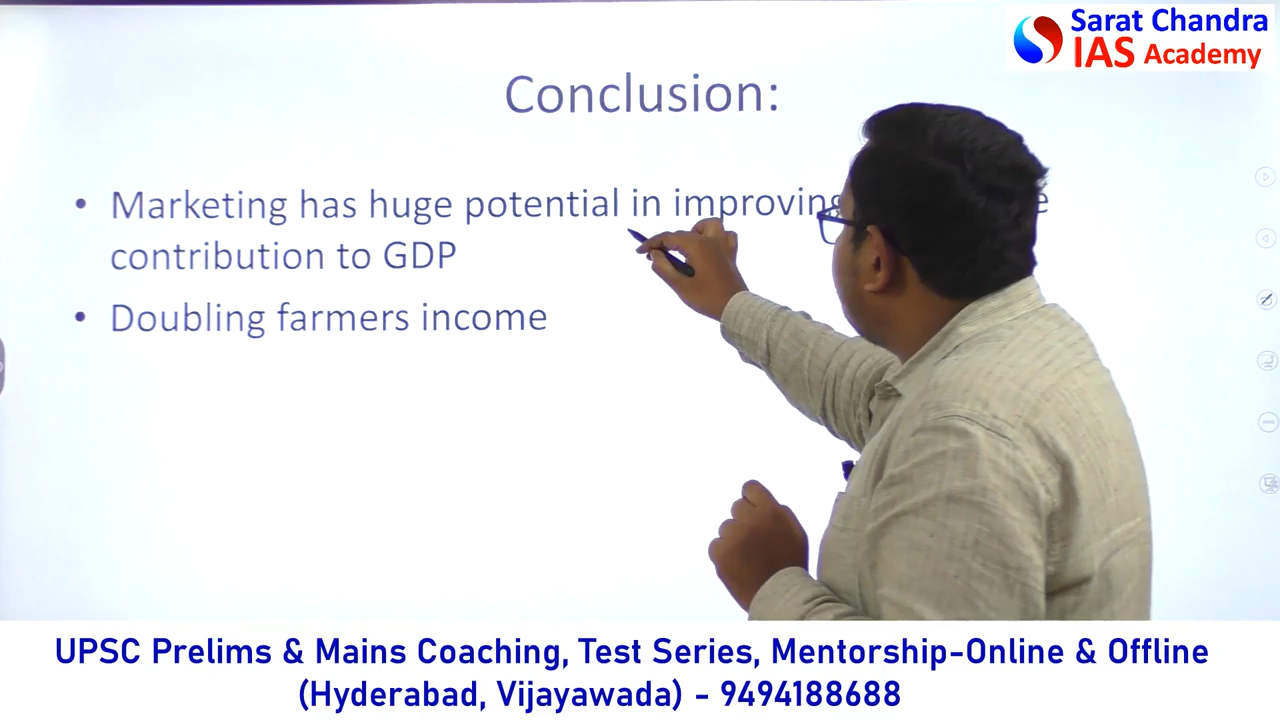 Sarat Chandra
IAS Academy
Conclusion:
Marketing has huge potential in improving
contribution to GDP
Doubling farmers income
UPSC Prelims & Mains Coaching, Test Series, Mentorship-Online & Offline
(Hyderabad, Vijayawada) - 9494188688